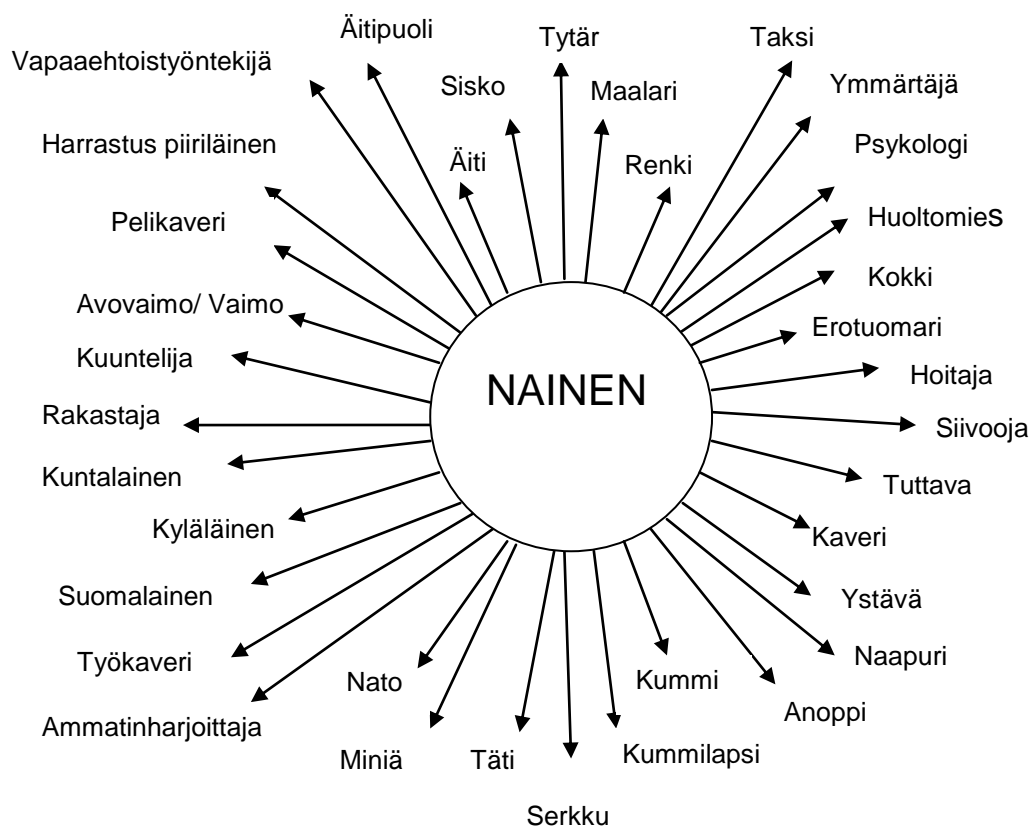 Äitipuoli
Tytär
Taksi
Vapaaehtoistyöntekijä
Sisko
Maalari
Ymmärtäjä
Harrastus piiriläinen
Äiti
Renki
Psykologi
Pelikaveri
Huoltomies
Kokki
Avovaimo/ Vaimo
Erotuomari
Kuuntelija
NAINEN
Hoitaja
Rakastaja
Siivooja
Kuntalainen
Tuttava
Kyläläinen
Kaveri
Suomalainen
Ystävä
Työkaveri
Nato
Kummi
Naapuri
Ammatinharjoittaja
Anoppi
Miniä
Täti
Kummilapsi
Serkku